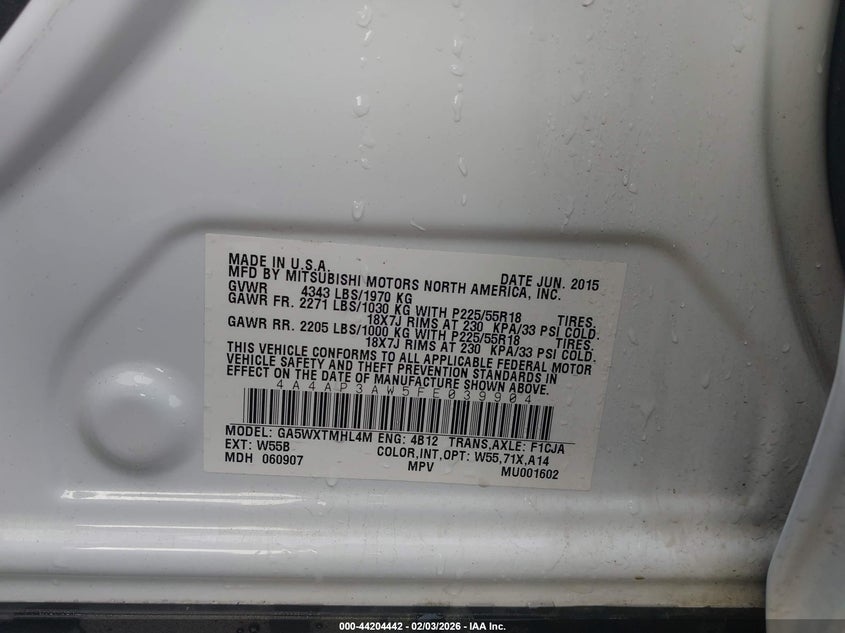 MADE IN U.S.A. DATE JUN. 2015
MFD BY MITSUBISHI MOTORS NORTH AMERICA, INC.
GVWR 4343 LBS/1970 KG
GAWR FR. 2271 LBS/1030 KG WITH P225/55R18 TIRES,
18X7J RIMS AT 230 KPA/33 PSI COLD.
GAWR RR. 2205 LBS/1000 KG WITH P225/55R18 TIRES,
18X7J RIMS AT 230 KPA/33 PSI COLD.
THIS VEHICLE CONFORMS TO ALL APPLICABLE FEDERAL MOTOR
VEHICLE SAFETY AND THEFT PREVENTION STANDARDS IN
EFFECT ON THE DATE OF MANUFACTURE SHOWN ABOVE.
4A4AP3AW5FE039904
MODEL: GA5WXTMHL4M ENG: 4B12 TRANS,AXLE: F1CJA
EXT: W55B COLOR,INT,OPT: W55,71X,A14
MDH 060907 MPV MU001602
000-44204442 - 02/03/2026 - IAA Inc.